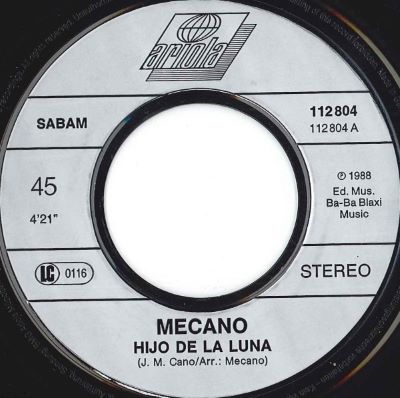 ariola
SABAM
112 804
112 804 A
45
4'21"
℗ 1988
Ed. Mus.
Ba-Ba Blaxi
Music
LC 0116
STEREO
MECANO
HIJO DE LA LUNA
(J. M. Cano/Arr.: Mecano)